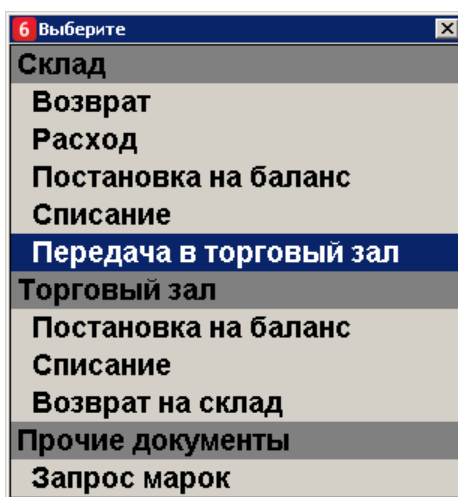 6 Выберите
Склад
Возврат
Расход
Постановка на баланс
Списание
Передача в торговый зал
Торговый зал
Постановка на баланс
Списание
Возврат на склад
Прочие документы
Запрос марок